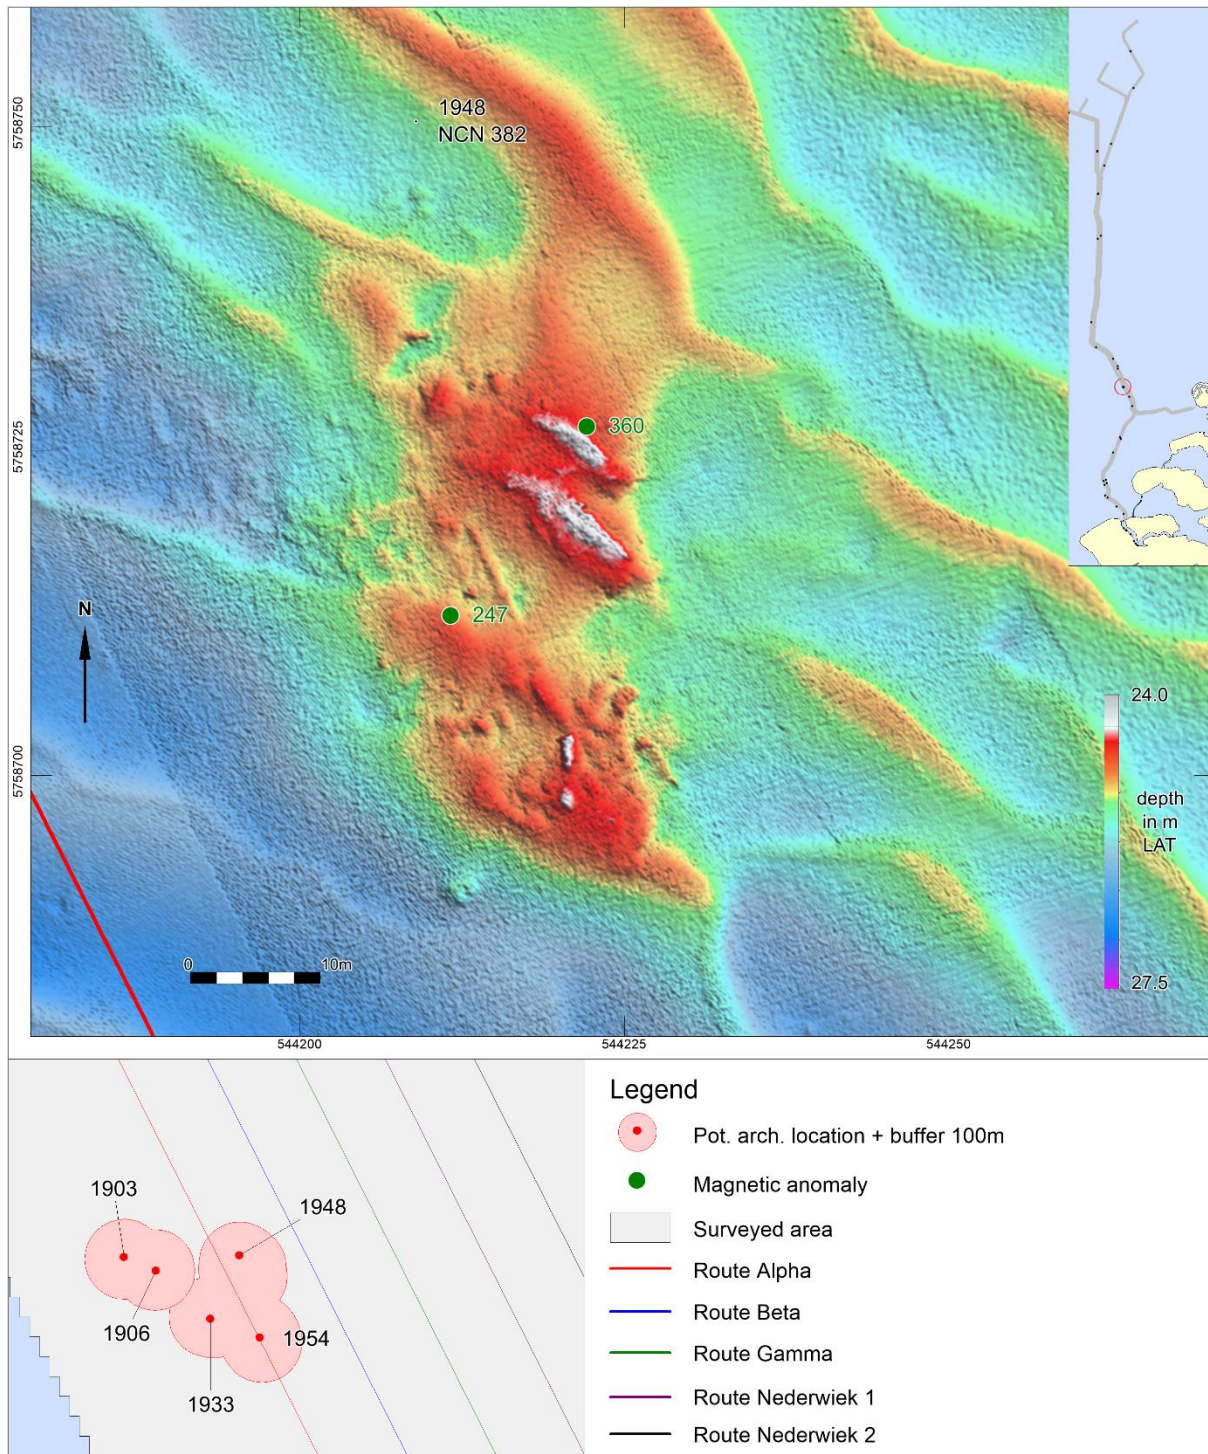 1948
NCN 382
5758750
360
5758725
N
247
24.0
5758700
depth
in m
LAT
0
10m
27.5
544200
544225
544250
Legend
Pot. arch. location + buffer 100m
Magnetic anomaly
1903
1948
Surveyed area
Route Alpha
Route Beta
1906
1954
Route Gamma
1933
Route Nederwiek 1
Route Nederwiek 2